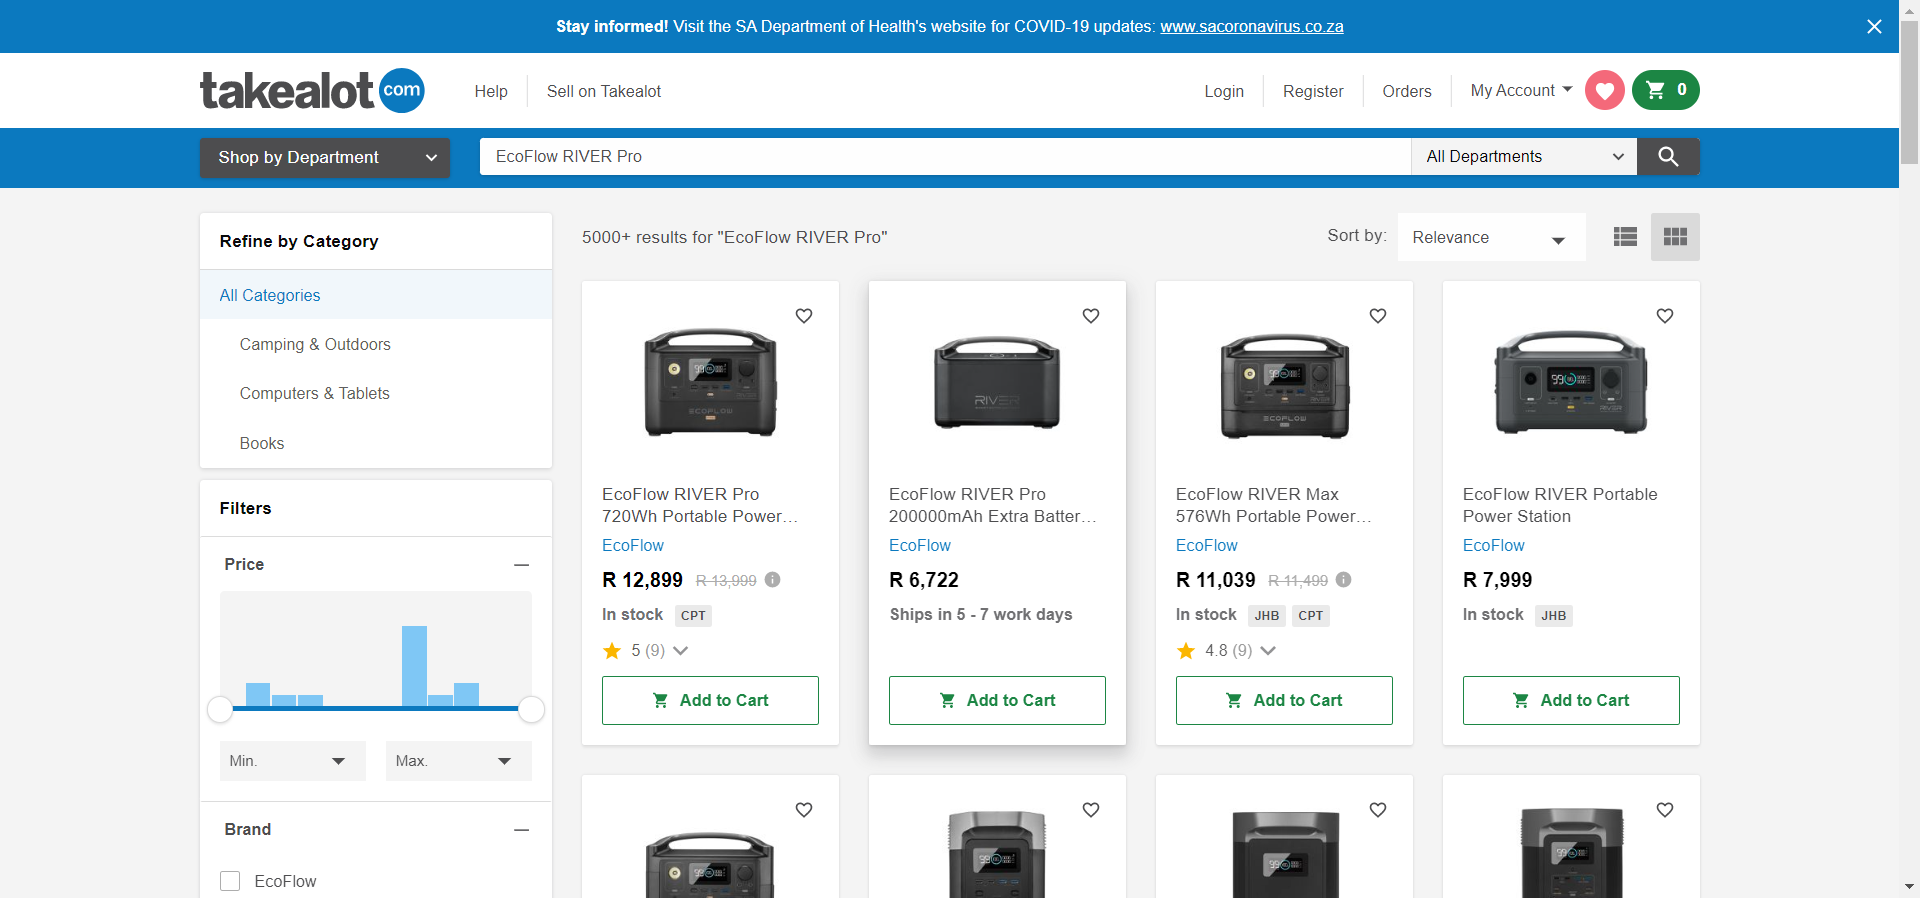 Stay informed! Visit the SA Department of Health's website for COVID-19 updates: www.sacoronavirus.co.za
takealot com
Help
Sell on Takealot
Login
Register
Orders
My Account
0
Shop by Department
EcoFlow RIVER Pro
All Departments
Refine by Category
All Categories
Camping & Outdoors
Computers & Tablets
Books
Filters
Price
Min.
Max.
Brand
EcoFlow
5000+ results for "EcoFlow RIVER Pro"
Sort by:
Relevance
ECOFLOW
EcoFlow RIVER Pro
720Wh Portable Power...
EcoFlow
R 12,899 R 13,999
In stock CPT
5 (9)
Add to Cart
RIVER
EcoFlow RIVER Pro
200000mAh Extra Batter...
EcoFlow
R 6,722
Ships in 5 - 7 work days
Add to Cart
ECOFLOW
EcoFlow RIVER Max
576Wh Portable Power...
EcoFlow
R 11,039 R 11,499
In stock JHB CPT
4.8 (9)
Add to Cart
EcoFlow RIVER Portable
Power Station
EcoFlow
R 7,999
In stock JHB
Add to Cart